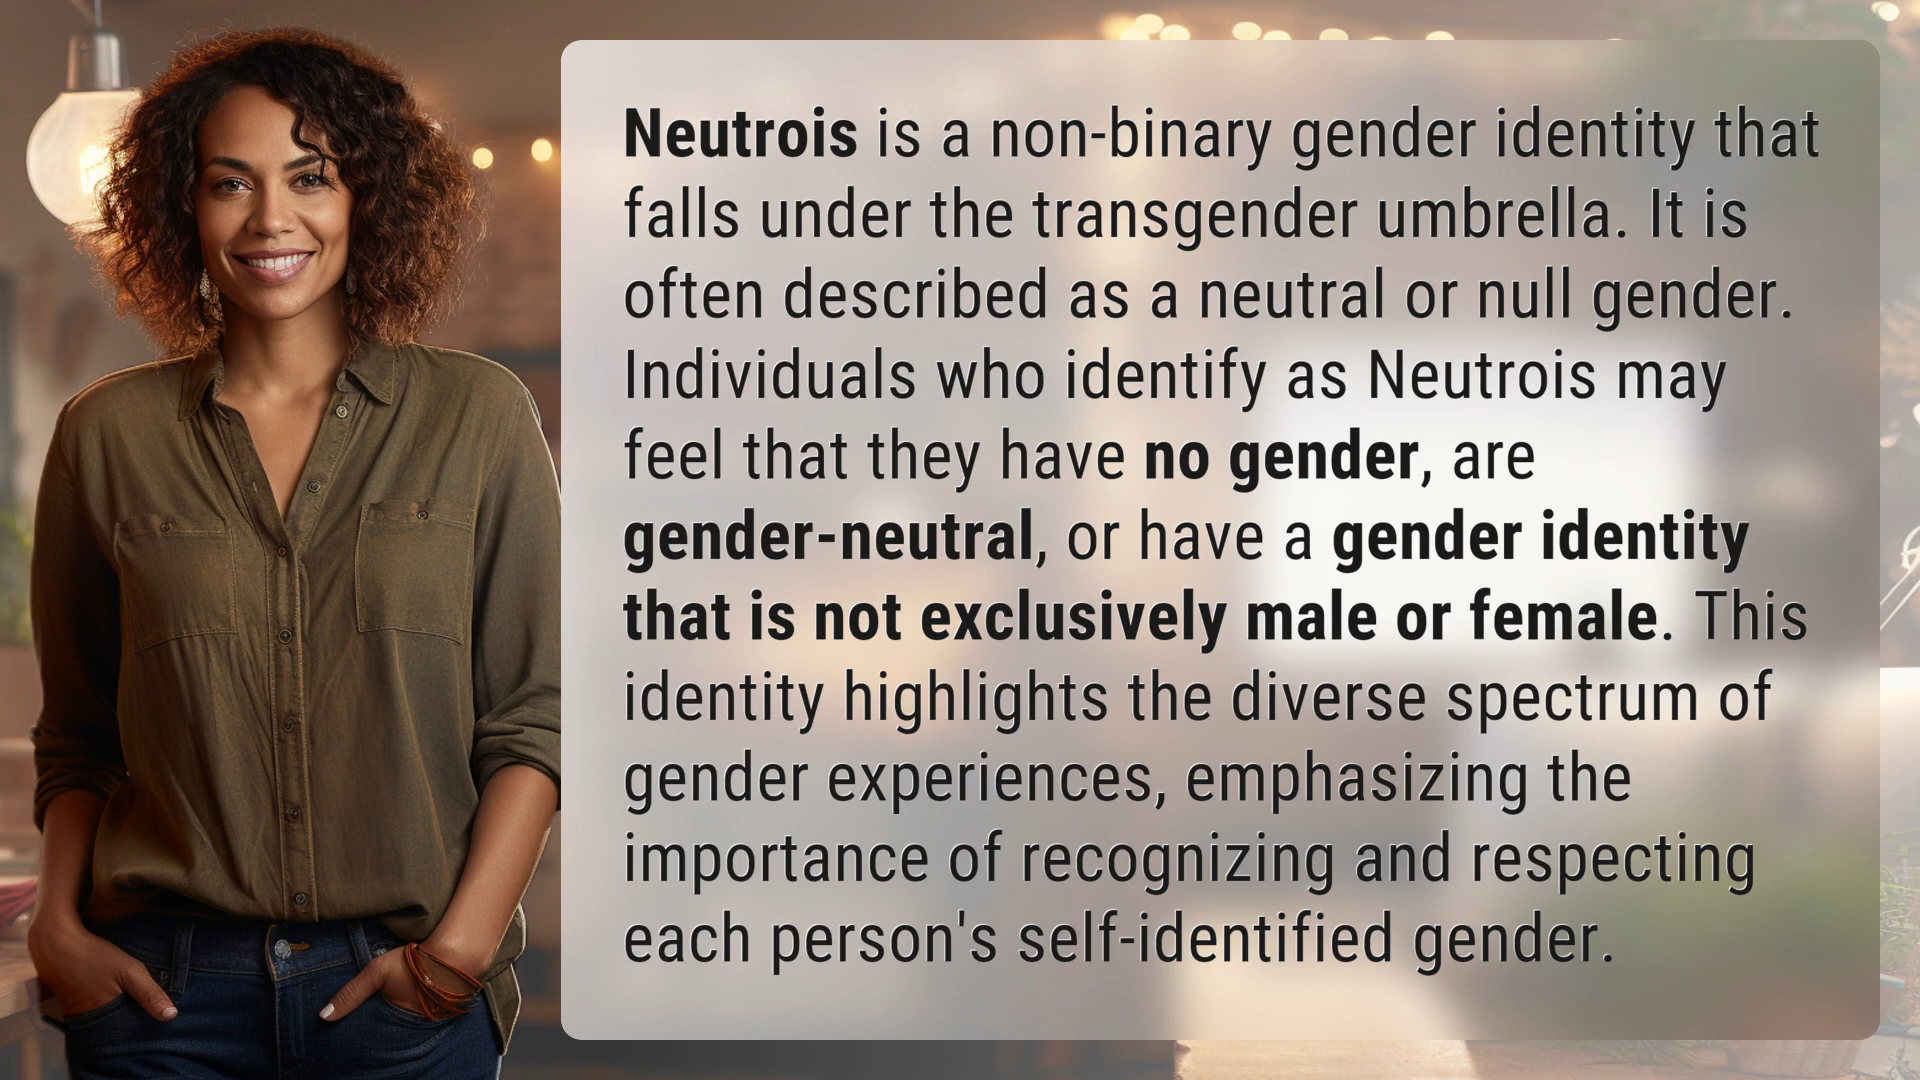 Neutrois is a non-binary gender identity that
falls under the transgender umbrella. It is
often described as a neutral or null gender.
Individuals who identify as Neutrois may
feel that they have no gender, are
gender-neutral, or have a gender identity
that is not exclusively male or female. This
identity highlights the diverse spectrum of
gender experiences, emphasizing the
importance of recognizing and respecting
each person's self-identified gender.